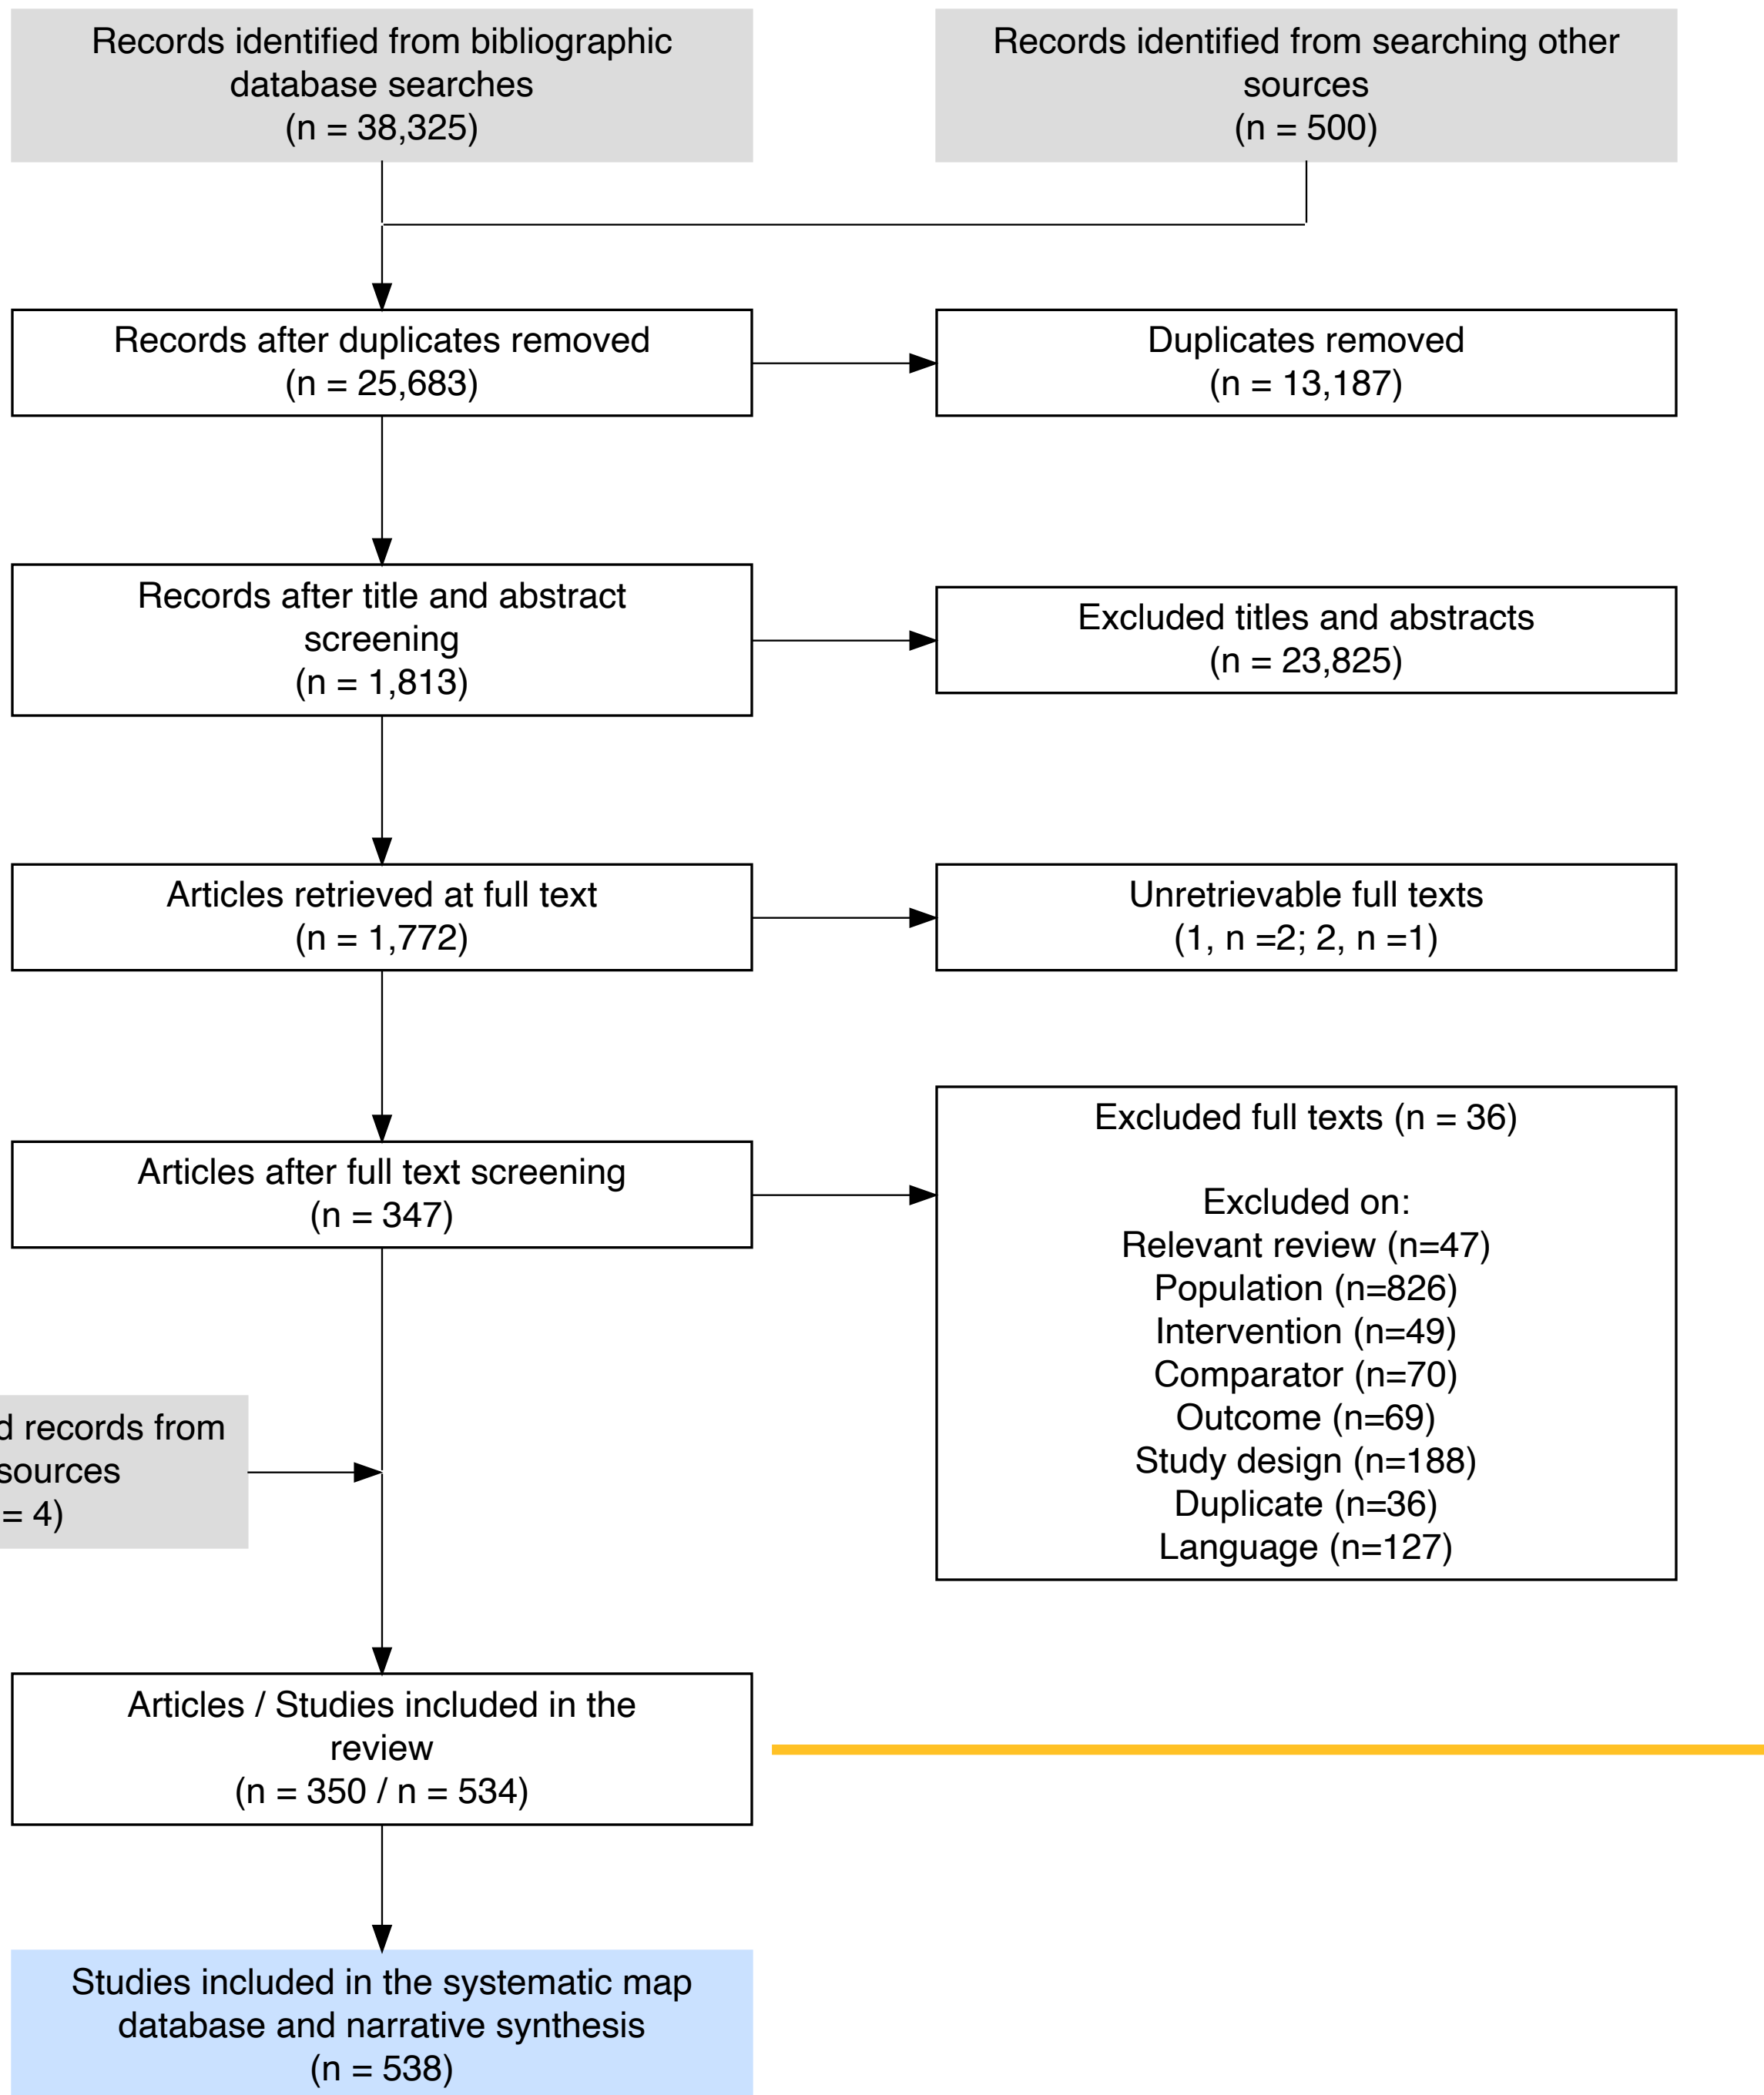 Records identified from bibliographic
database searches
(n = 38,325)
Records identified from searching other
sources
(n = 500)
Records after duplicates removed
(n = 25,683)
Duplicates removed
(n = 13,187)
Records after title and abstract
screening
(n = 1,813)
Excluded titles and abstracts
(n = 23,825)
Articles retrieved at full text
(n = 1,772)
Unretrievable full texts
(1, n =2; 2, n =1)
Articles after full text screening
(n = 347)
Excluded full texts (n = 36)
Excluded on:
Relevant review (n=47)
Population (n=826)
Intervention (n=49)
Comparator (n=70)
Outcome (n=69)
Study design (n=188)
Duplicate (n=36)
Language (n=127)
records from
sources
= 4)
Articles / Studies included in the
review
(n = 350 / n = 534)
Studies included in the systematic map
database and narrative synthesis
(n = 538)